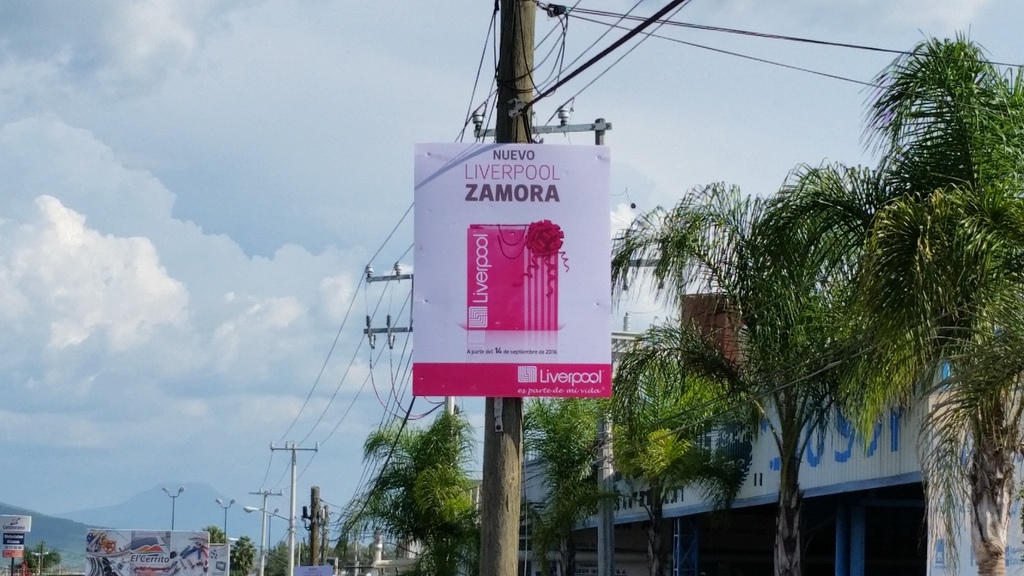 NUEVO
LIVERPOOL
ZAMORA
Liverpool
A partir del 14 de septiembre de 2016
Liverpool
es parte de mi vida
El Cerrito